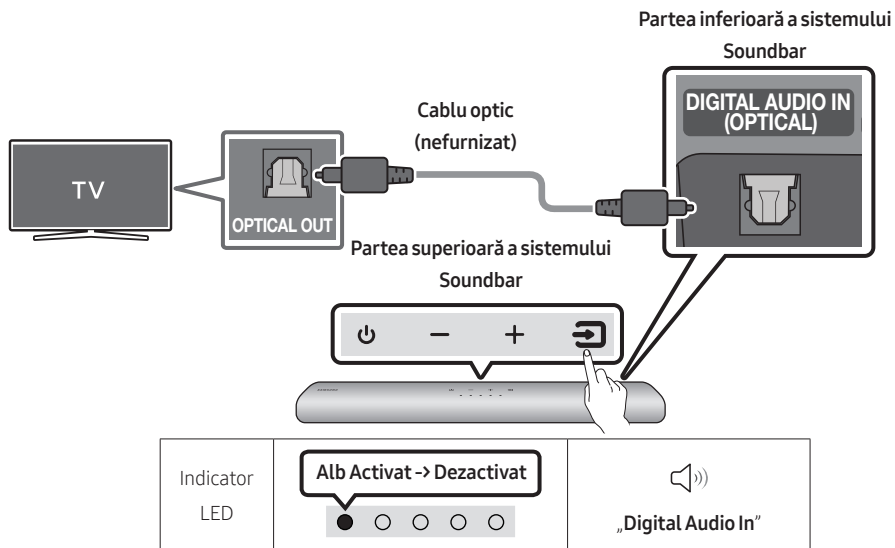 Partea inferioară a sistemului
Soundbar
DIGITAL AUDIO IN
(OPTICAL)
Cablu optic
(nefurnizat)
TV
OPTICAL OUT
Partea superioară a sistemului
Soundbar
Indicator
LED
Alb Activat -> Dezactivat
„Digital Audio In”